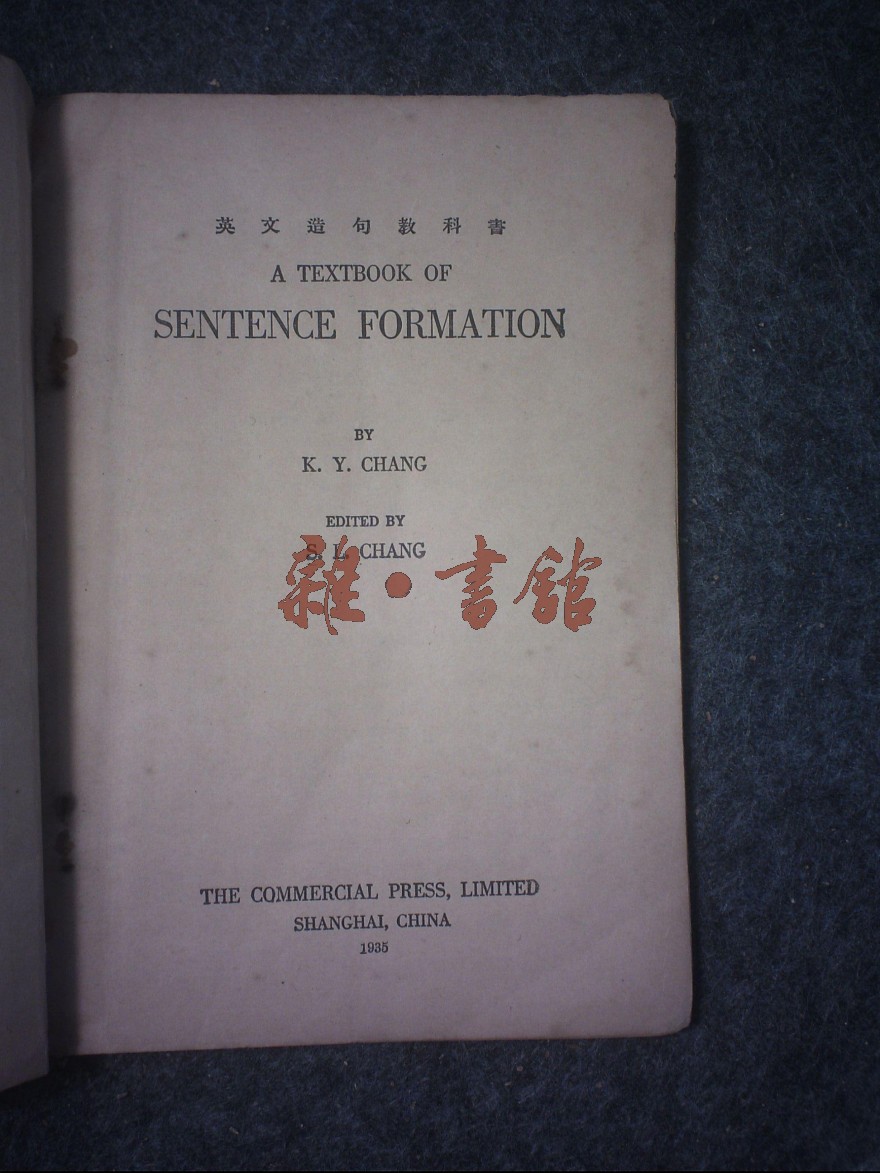 英文造句教科書
A TEXTBOOK OF
SENTENCE FORMATION
BY
K. Y. CHANG
EDITED BY
S. L. CHANG
雜·書館
THE COMMERCIAL PRESS, LIMITED
SHANGHAI, CHINA
1935